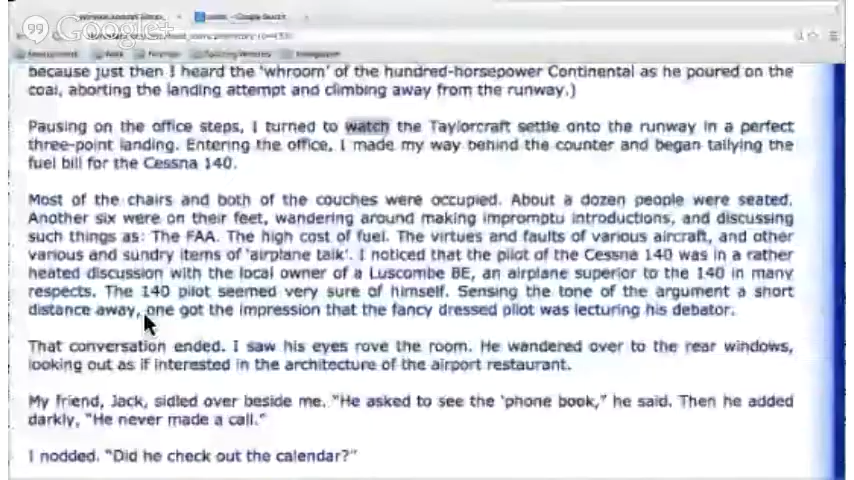 Google+
because just then I heard the 'whroom' of the hundred-horsepower Continental as he poured on the
coal, aborting the landing attempt and climbing away from the runway.)
Pausing on the office steps, I turned to watch the Taylorcraft settle onto the runway in a perfect
three-point landing. Entering the office, I made my way behind the counter and began tallying the
fuel bill for the Cessna 140.
Most of the chairs and both of the couches were occupied. About a dozen people were seated.
Another six were on their feet, wandering around making impromptu introductions, and discussing
such things as: The FAA. The high cost of fuel. The virtues and faults of various aircraft, and other
various and sundry items of 'airplane talk'. I noticed that the pilot of the Cessna 140 was in a rather
heated discussion with the local owner of a Luscombe 8E, an airplane superior to the 140 in many
respects. The 140 pilot seemed very sure of himself. Sensing the tone of the argument a short
distance away, one got the impression that the fancy dressed pilot was lecturing his debator.
That conversation ended. I saw his eyes rove the room. He wandered over to the rear windows,
looking out as if interested in the architecture of the airport restaurant.
My friend, Jack, sidled over beside me. "He asked to see the 'phone book," he said. Then he added
darkly, "He never made a call."
I nodded. "Did he check out the calendar?"